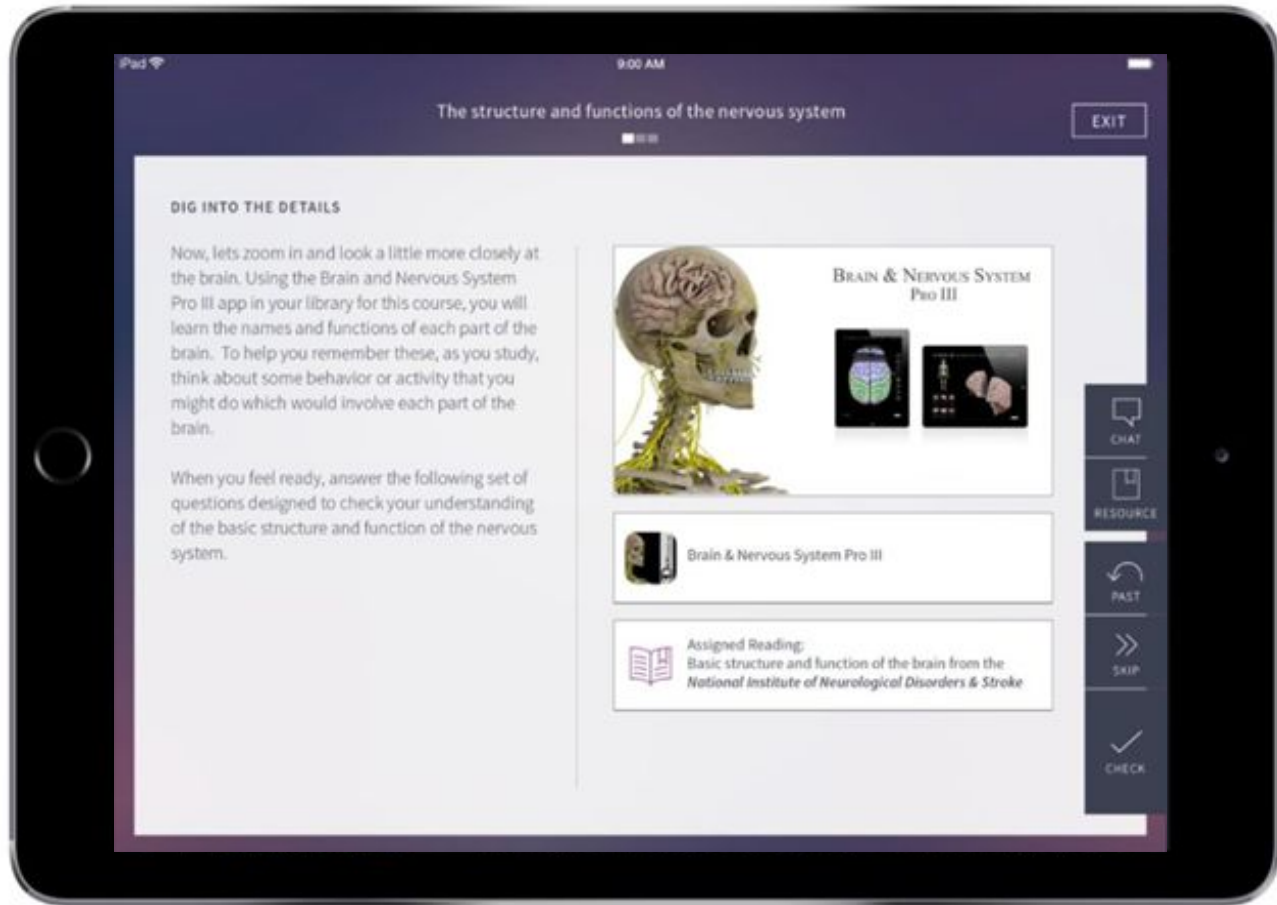 iPad
9:00 AM
The structure and functions of the nervous system
EXIT
DIG INTO THE DETAILS
Now, lets zoom in and look a little more closely at
the brain. Using the Brain and Nervous System
Pro III app in your library for this course, you will
learn the names and functions of each part of the
brain. To help you remember these, as you study,
think about some behavior or activity that you
might do which would involve each part of the
brain.
When you feel ready, answer the following set of
questions designed to check your understanding
of the basic structure and function of the nervous
system.
BRAIN & NERVOUS SYSTEM
PRO III
Brain & Nervous System Pro III
Assigned Reading:
Basic structure and function of the brain from the
National Institute of Neurological Disorders & Stroke
CHAT
RESOURCE
PAST
SKIP
CHECK